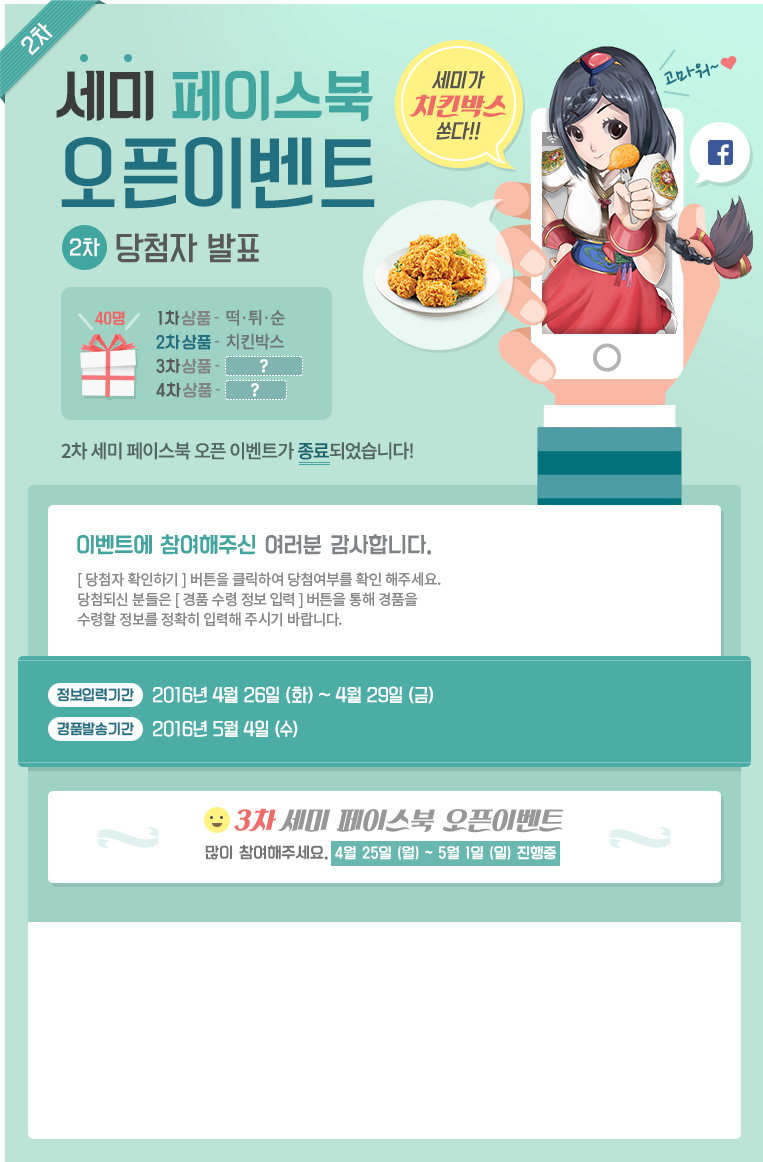 2차
세미 페이스북
오픈이벤트
2차 당첨자 발표
세미가
치킨박스
쏜다!!
고마워~
f
40명
1차상품 - 떡·튀·순
2차상품 - 치킨박스
3차상품 - ?
4차상품 - ?
2차 세미 페이스북 오픈 이벤트가 종료되었습니다!
이벤트에 참여해주신 여러분 감사합니다.
[ 당첨자 확인하기 ] 버튼을 클릭하여 당첨여부를 확인 해주세요.
당첨되신 분들은 [ 경품 수령 정보 입력 ] 버튼을 통해 경품을
수령할 정보를 정확히 입력해 주시기 바랍니다.
정보입력기간 2016년 4월 26일 (화) ~ 4월 29일 (금)
경품발송기간 2016년 5월 4일 (수)
3차 세미 페이스북 오픈이벤트
많이 참여해주세요. 4월 25일 (월) ~ 5월 1일 (일) 진행중